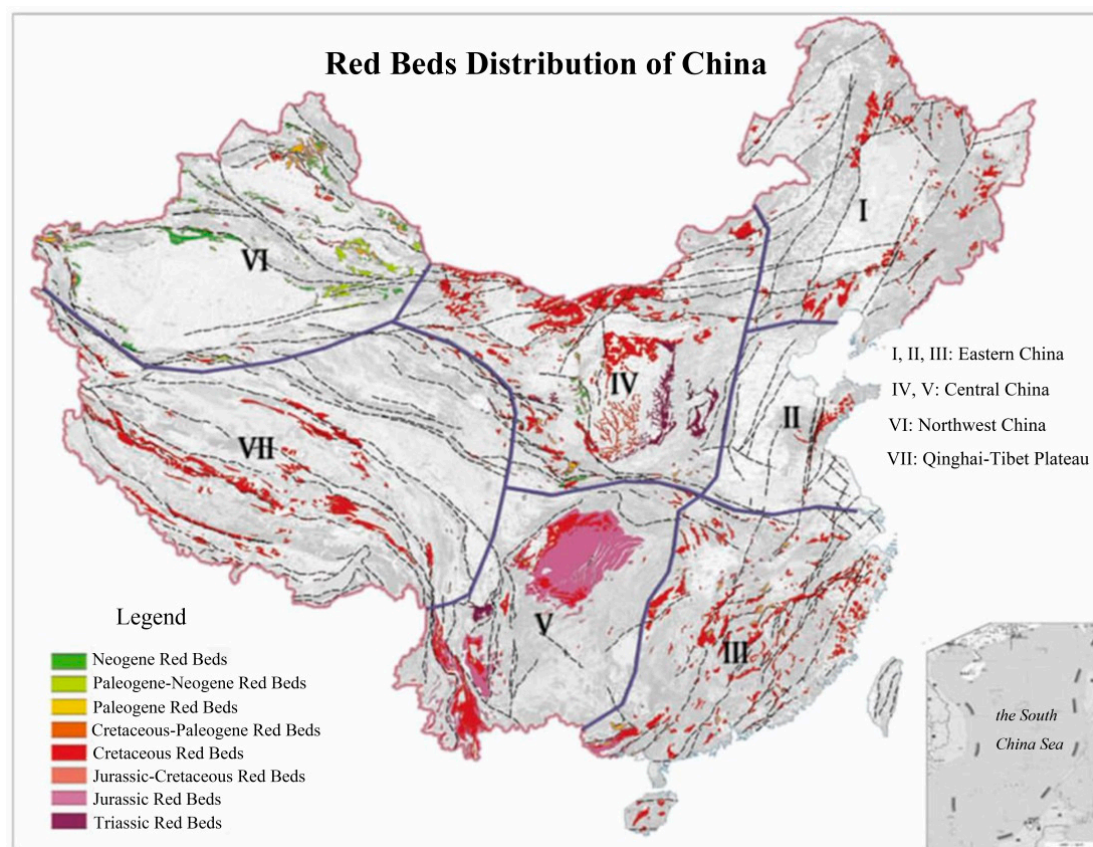 Red Beds Distribution of China
I
VI
IV
I, II, III: Eastern China
IV, V: Central China
II
VI: Northwest China
VII
VII: Qinghai-Tibet Plateau
Legend
V
III
Neogene Red Beds
Paleogene-Neogene Red Beds
Paleogene Red Beds
Cretaceous-Paleogene Red Beds
Cretaceous Red Beds
Jurassic-Cretaceous Red Beds
Jurassic Red Beds
Triassic Red Beds
the South
China Sea